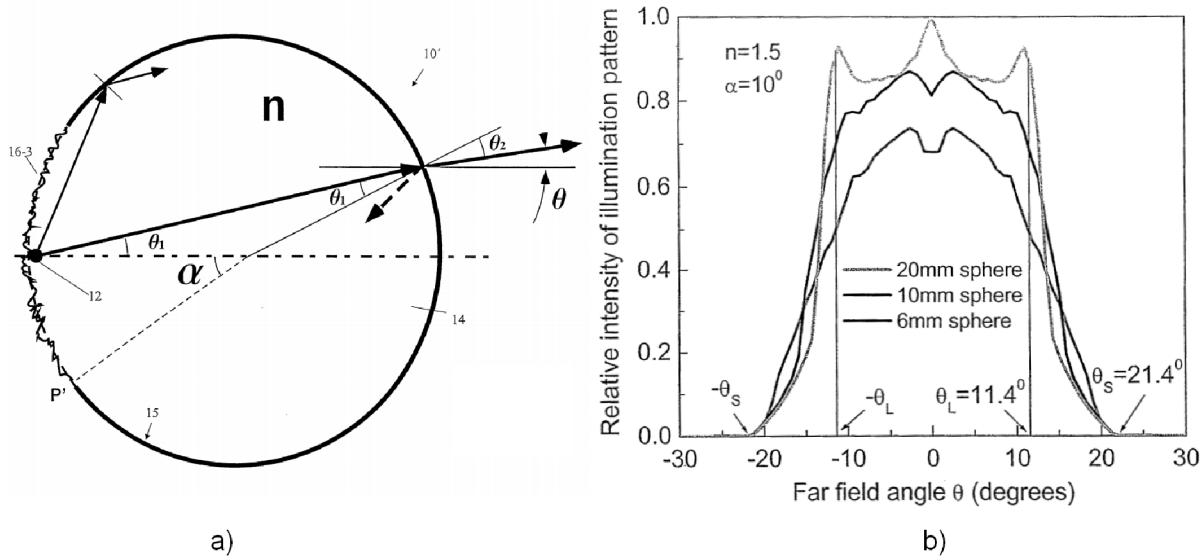 a)
10'
n
16-3
θ₂
θ₁
θ
θ₁
α
12
14
P'
15
b)
Relative intensity of illumination pattern
1.0
0.8
0.6
0.4
0.2
0.0
n=1.5
α=10⁰
20mm sphere
10mm sphere
6mm sphere
-θS
-θL
θL=11.4⁰
θS=21.4⁰
-30 -20 -10 0 10 20 30
Far field angle θ (degrees)
a)
b)